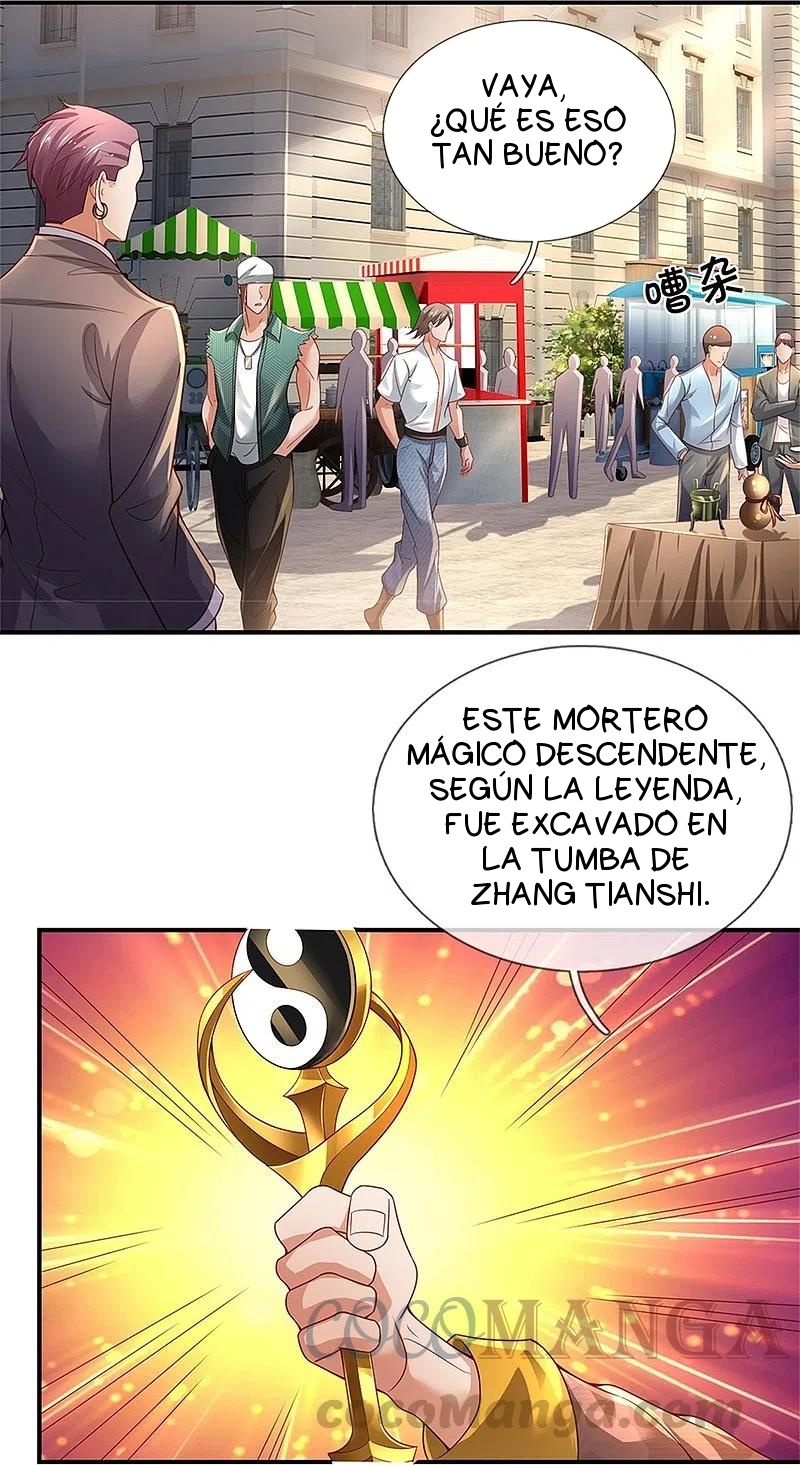 VAYA,
¿QUÉ ES ESO
TAN BUENO?
嘈杂
ESTE MORTERO
MÁGICO DESCENDENTE,
SEGÚN LA LEYENDA,
FUE EXCAVADO EN
LA TUMBA DE
ZHANG TIANSHI.
COCOMANGA
cocoManga.com